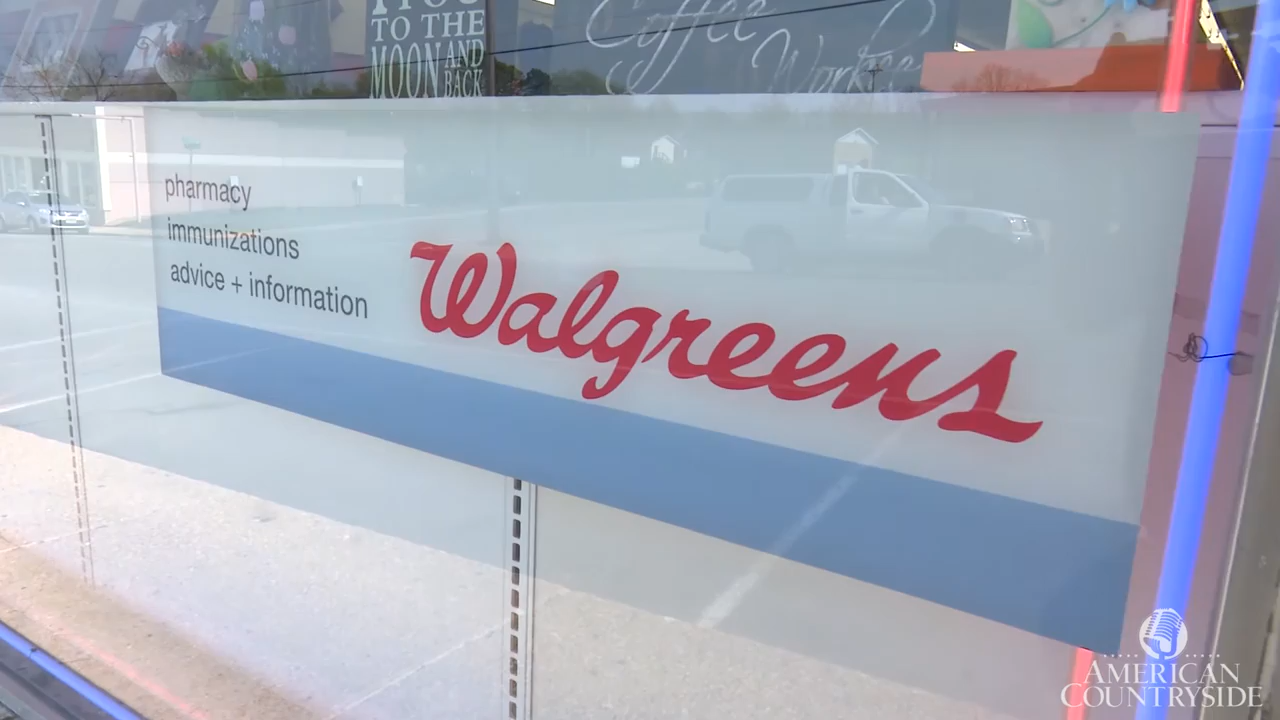 TO THE
MOON AND
BACK
Coffee
pharmacy
immunizations
advice + information
Walgreens
AMERICAN
COUNTRYSIDE